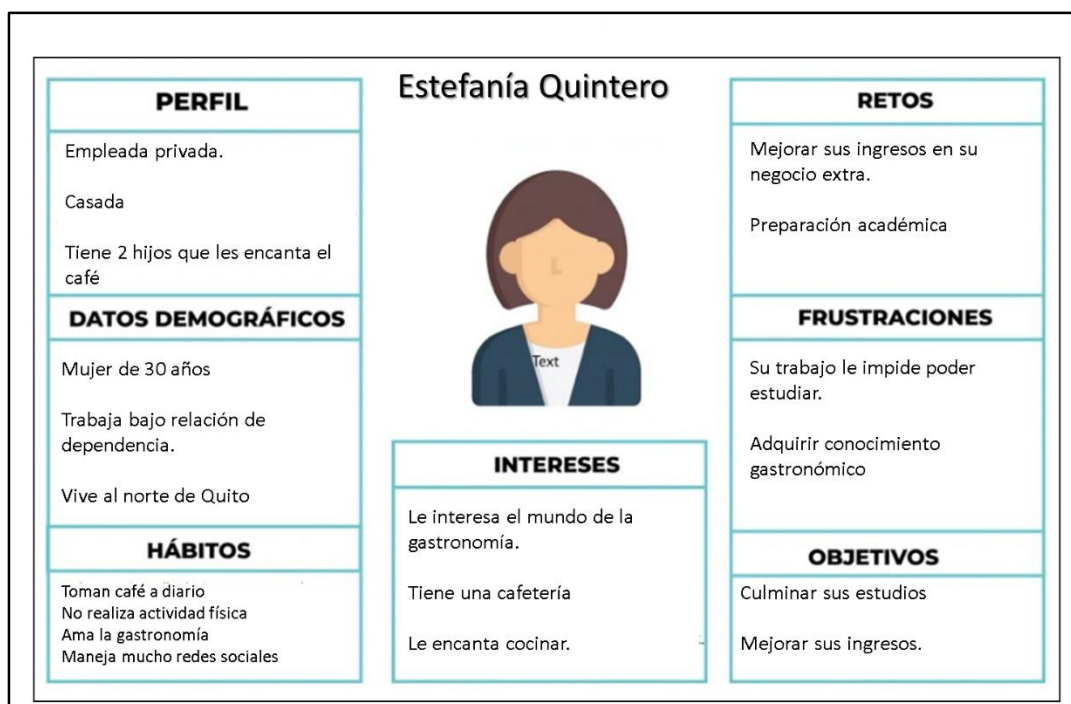 Estefanía Quintero
PERFIL
Empleada privada.
Casada
Tiene 2 hijos que les encanta el
café
DATOS DEMOGRÁFICOS
Mujer de 30 años
Trabaja bajo relación de
dependencia.
Vive al norte de Quito
HÁBITOS
Toman café a diario
No realiza actividad física
Ama la gastronomía
Maneja mucho redes sociales
Text
INTERESES
Le interesa el mundo de la
gastronomía.
Tiene una cafetería
Le encanta cocinar.
RETOS
Mejorar sus ingresos en su
negocio extra.
Preparación académica
FRUSTRACIONES
Su trabajo le impide poder
estudiar.
Adquirir conocimiento
gastronómico
OBJETIVOS
Culminar sus estudios
Mejorar sus ingresos.